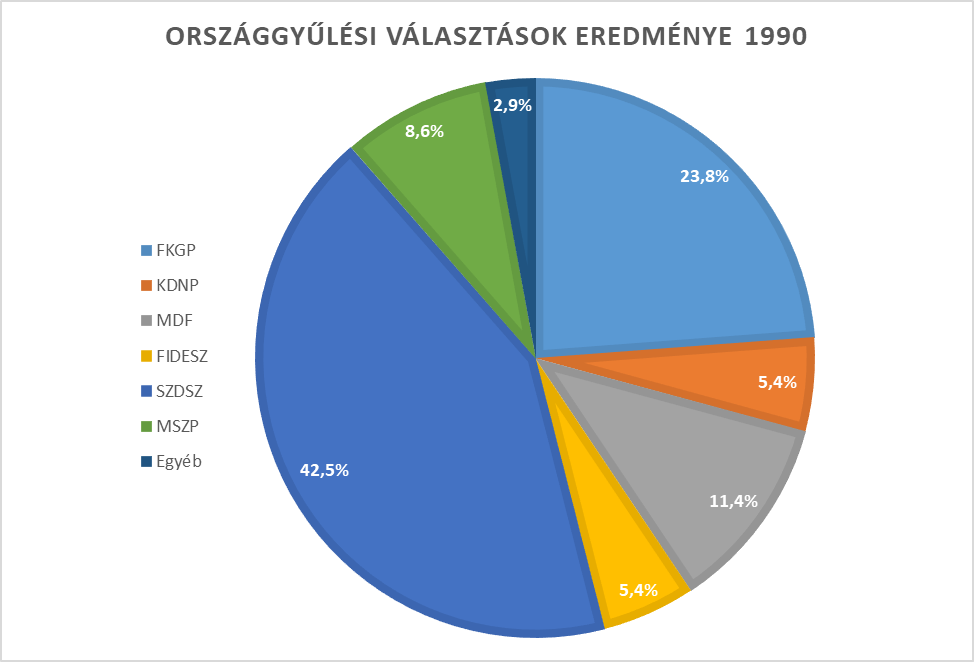 ORSZÁGGYŰLÉSI VÁLASZTÁSOK EREDMÉNYE 1990
2,9%
8,6%
23,8%
FKGP
KDNP
MDF
FIDESZ
SZDSZ
MSZP
Egyéb
5,4%
42,5%
11,4%
5,4%